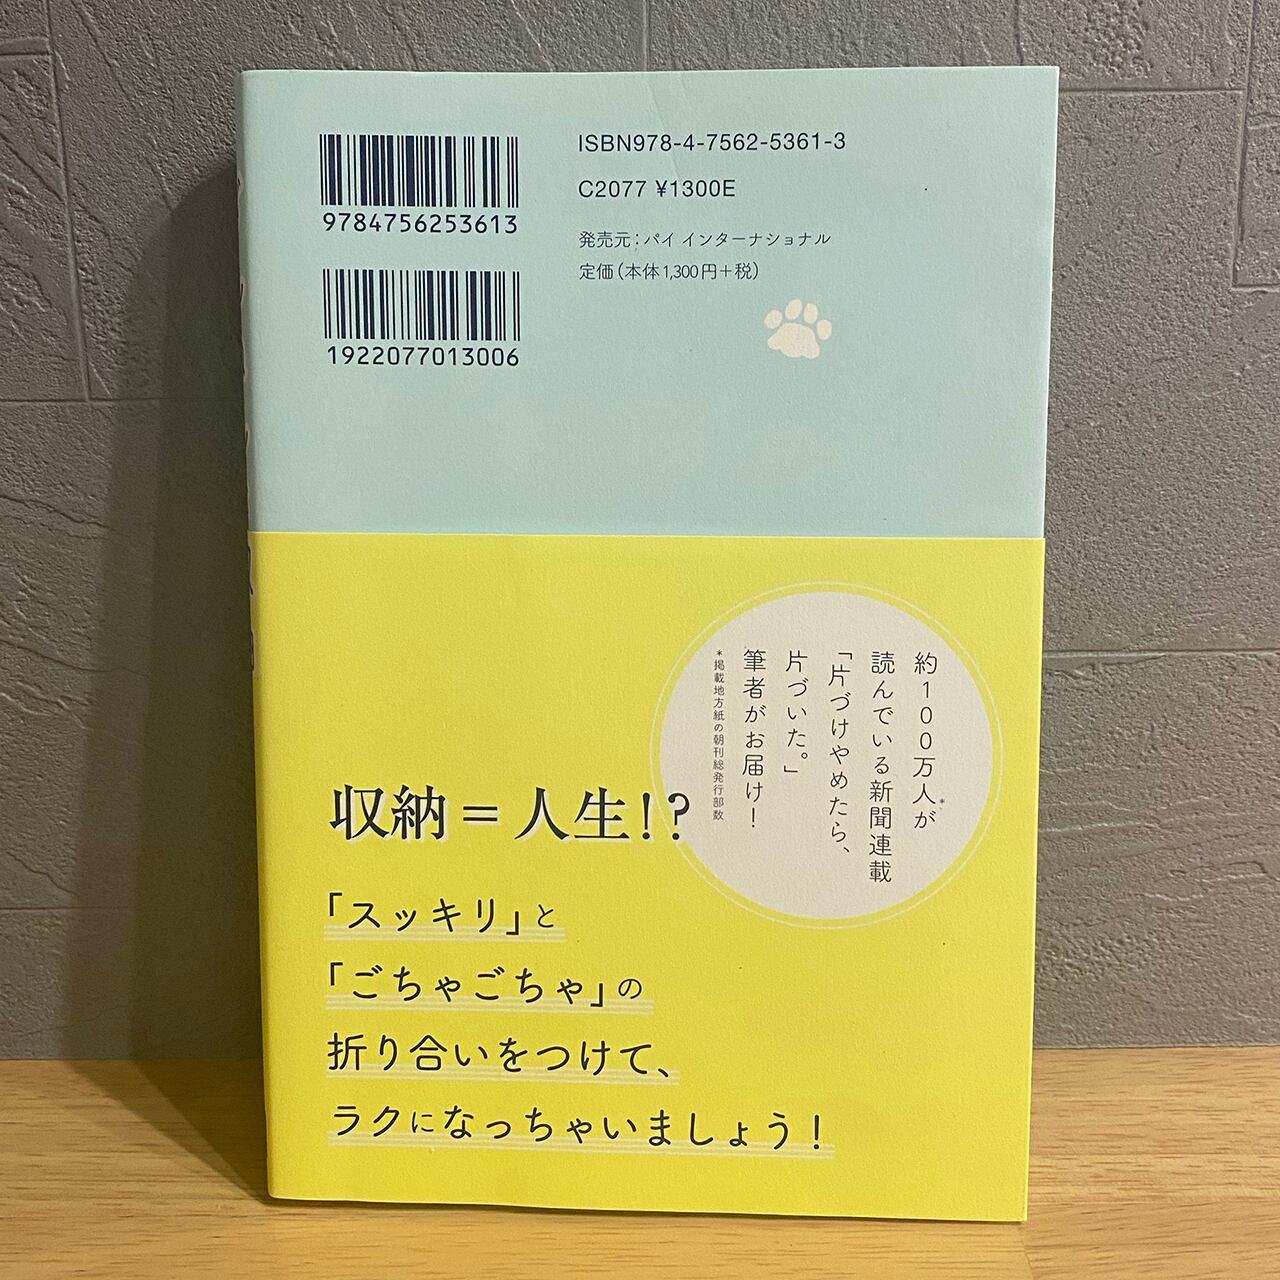 9784756253613
1922077013006
ISBN978-4-7562-5361-3
C2077 ¥1300E
発売元：パイ インターナショナル
定価（本体1,300円＋税）
約100万人*が
読んでいる新聞連載
「片づけやめたら、
片づいた。」
筆者がお届け！
*掲載地方紙の朝刊総発行部数
収納＝人生！？
「スッキリ」と
「ごちゃごちゃ」の
折り合いをつけて、
ラクになっちゃいましょう！